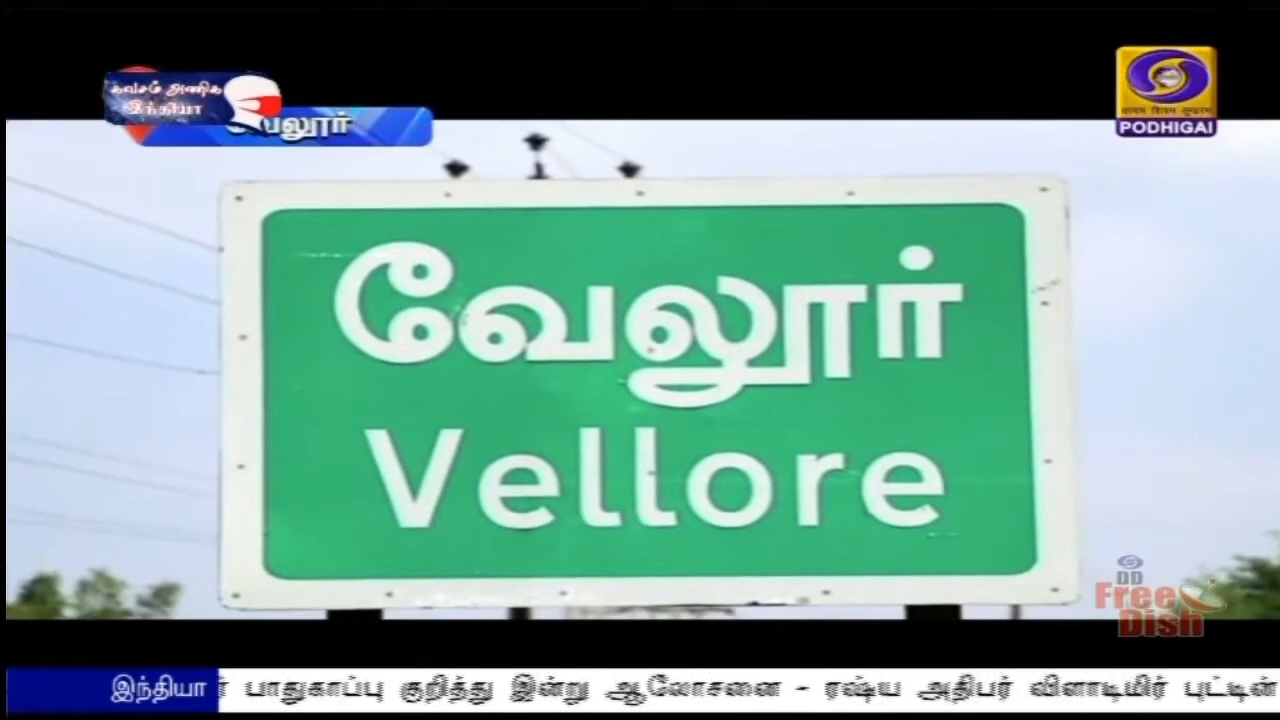 கவசம் அணிக
இந்தியா
வேலூர்
PODHIGAI
வேலூர்
Vellore
DD
Free
Dish
இந்தியா
பாதுகாப்பு குறித்து இன்று ஆலோசனை - ரஷ்ய அதிபர் விளாடிமிர் புட்டின்